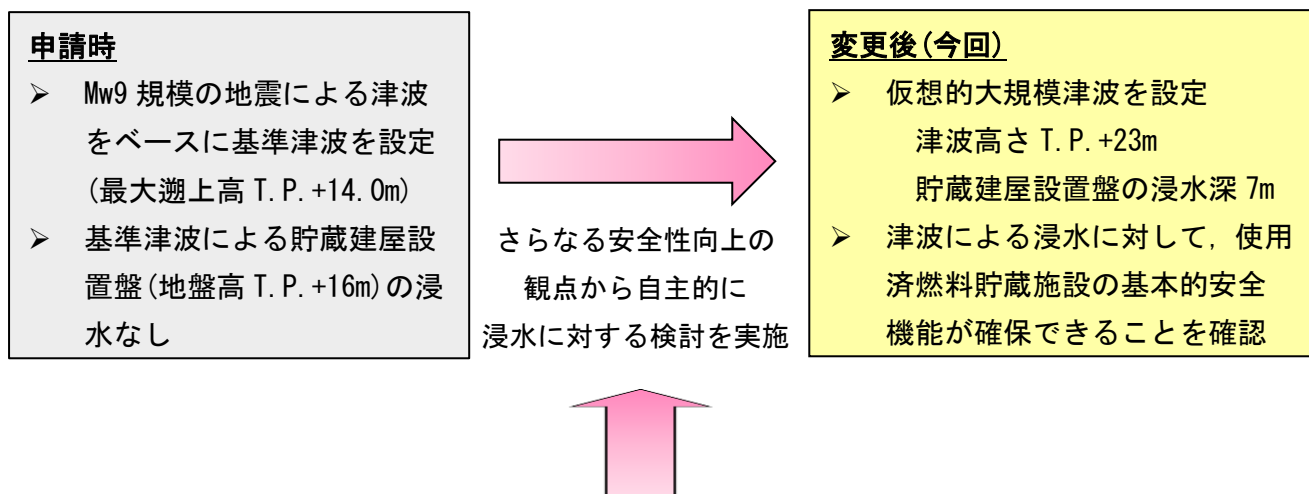 申請時
➢ Mw9 規模の地震による津波
をベースに基準津波を設定
(最大遡上高 T.P.+14.0m)
➢ 基準津波による貯蔵建屋設
置盤(地盤高 T.P.+16m)の浸
水なし
さらなる安全性向上の
観点から自主的に
浸水に対する検討を実施
変更後(今回)
➢ 仮想的大規模津波を設定
津波高さ T.P.+23m
貯蔵建屋設置盤の浸水深 7m
➢ 津波による浸水に対して，使用
済燃料貯蔵施設の基本的安全
機能が確保できることを確認